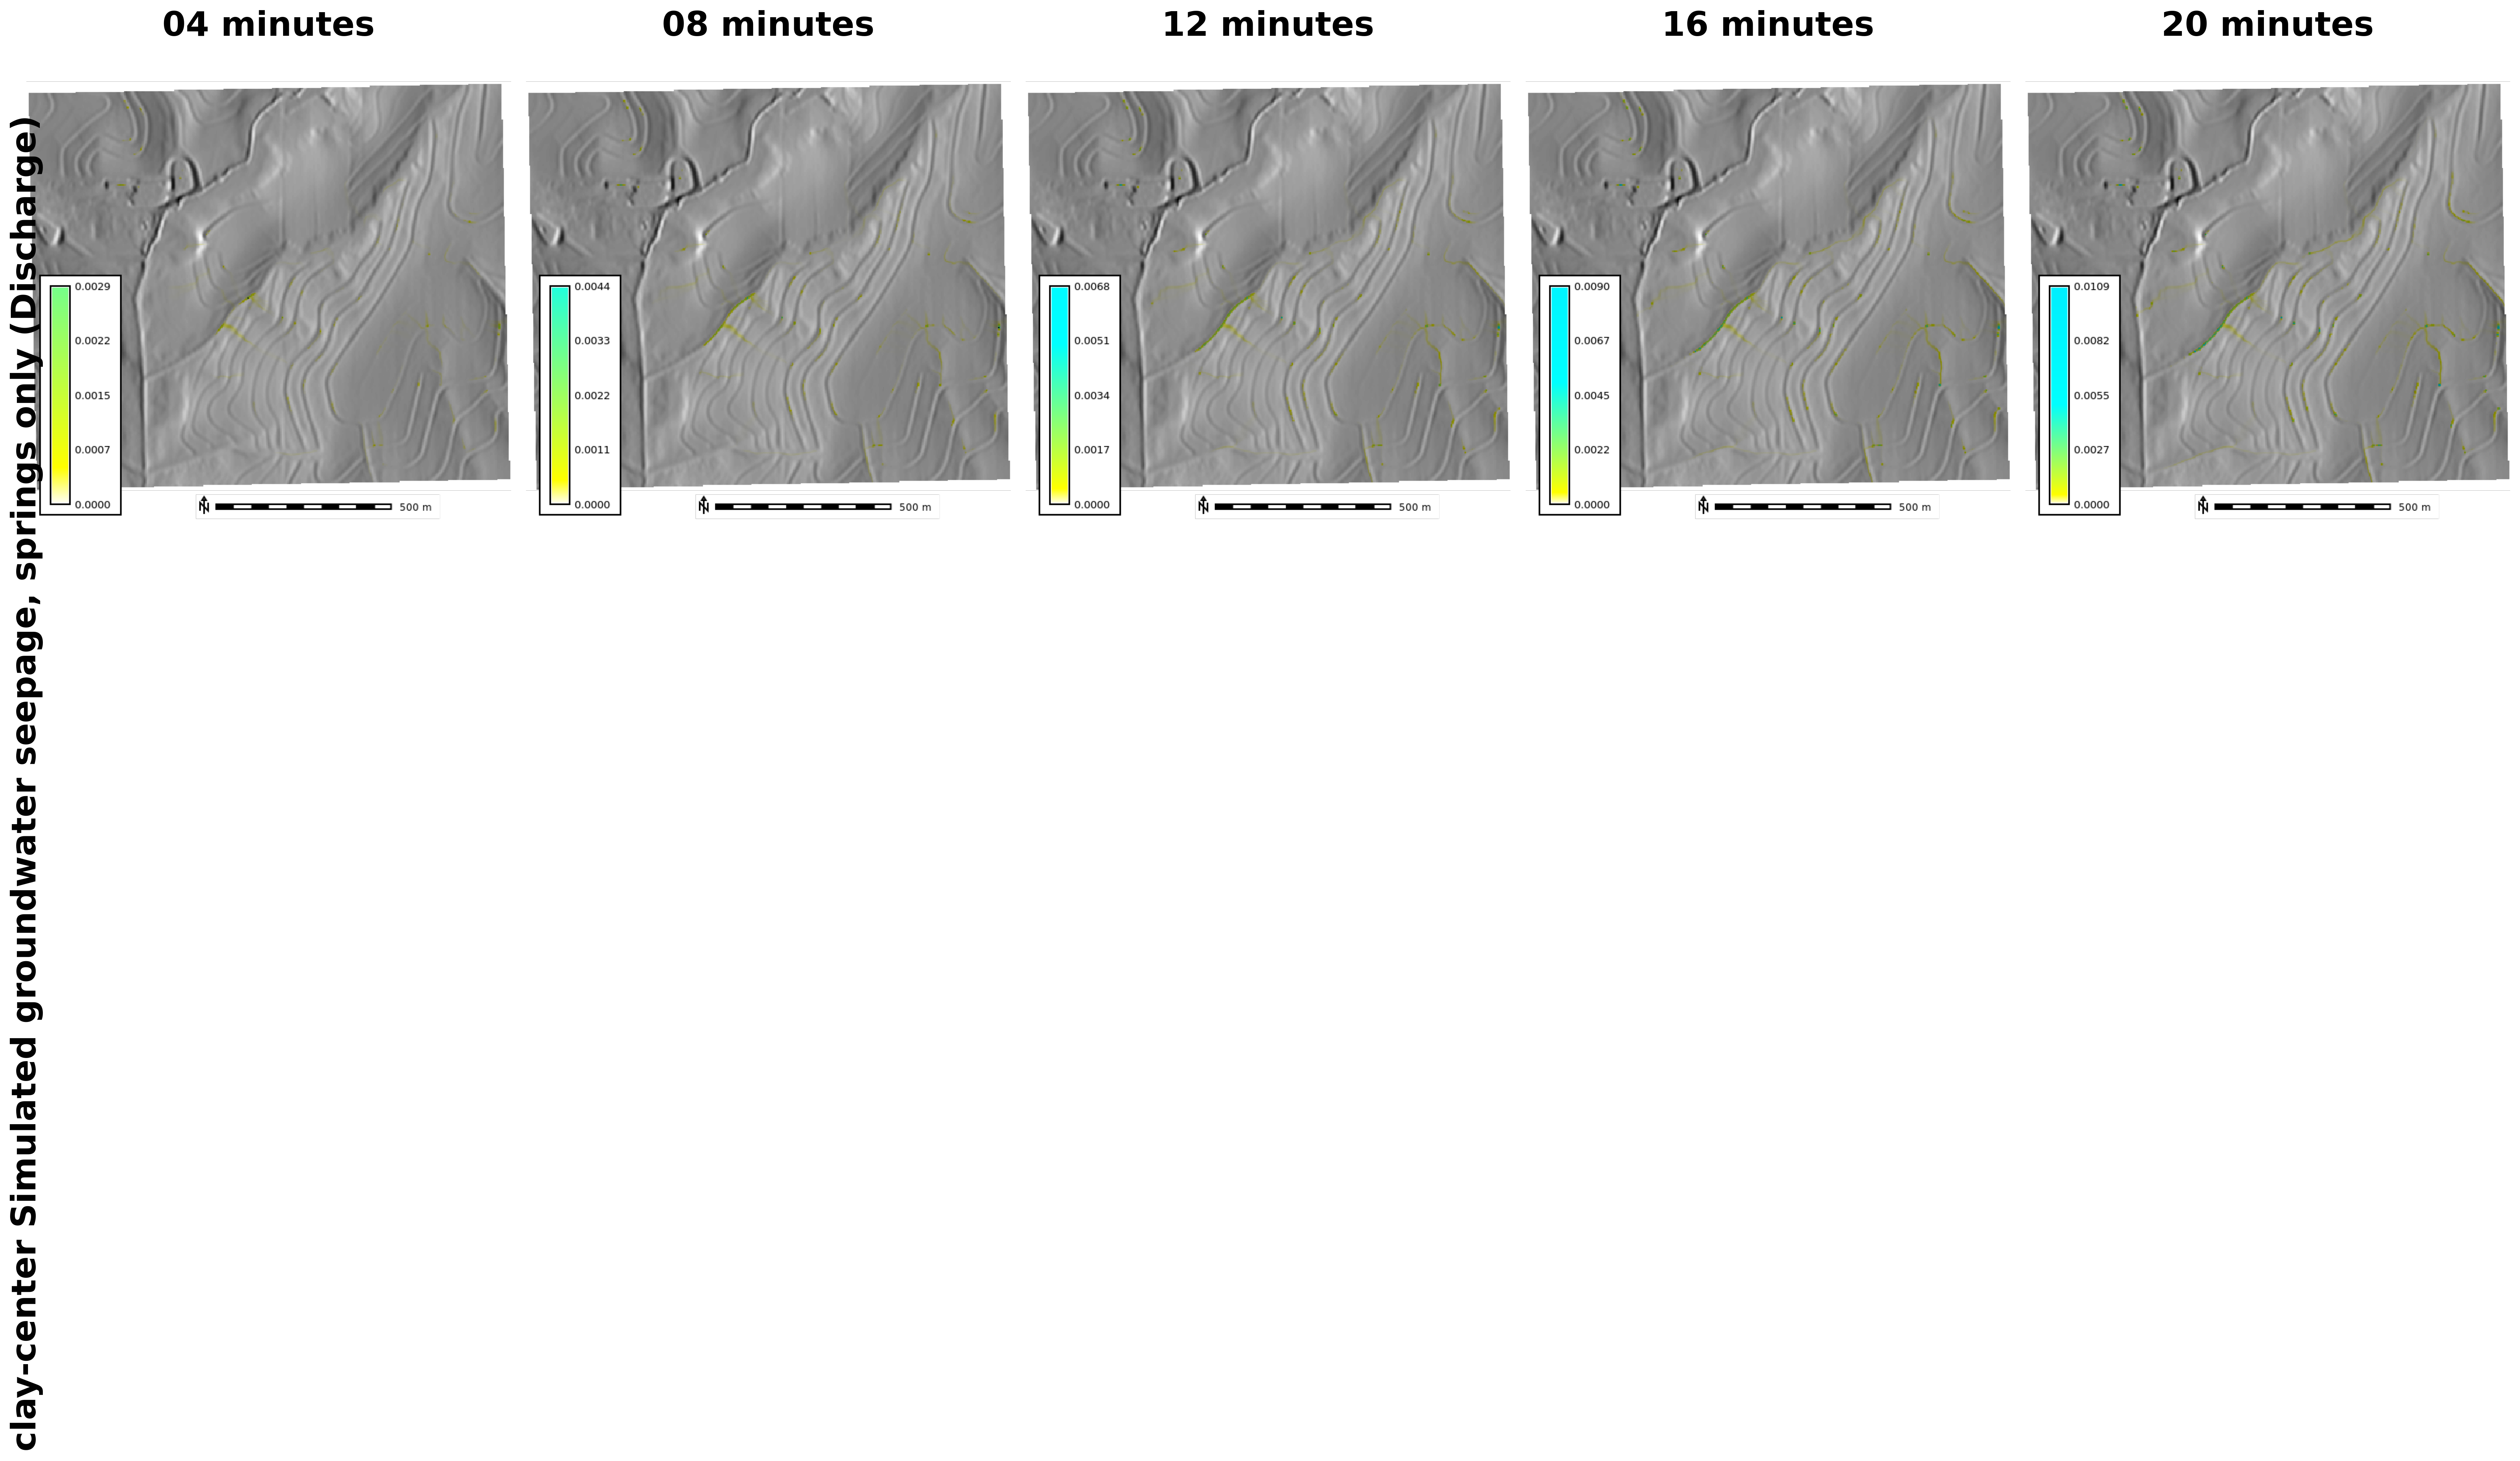 04 minutes
08 minutes
12 minutes
16 minutes
20 minutes
clay-center Simulated groundwater seepage, springs only (Discharge)
0.0029
0.0022
0.0015
0.0007
0.0000
N
500 m
0.0044
0.0033
0.0022
0.0011
0.0000
N
500 m
0.0068
0.0051
0.0034
0.0017
0.0000
N
500 m
0.0090
0.0067
0.0045
0.0022
0.0000
N
500 m
0.0109
0.0082
0.0055
0.0027
0.0000
N
500 m